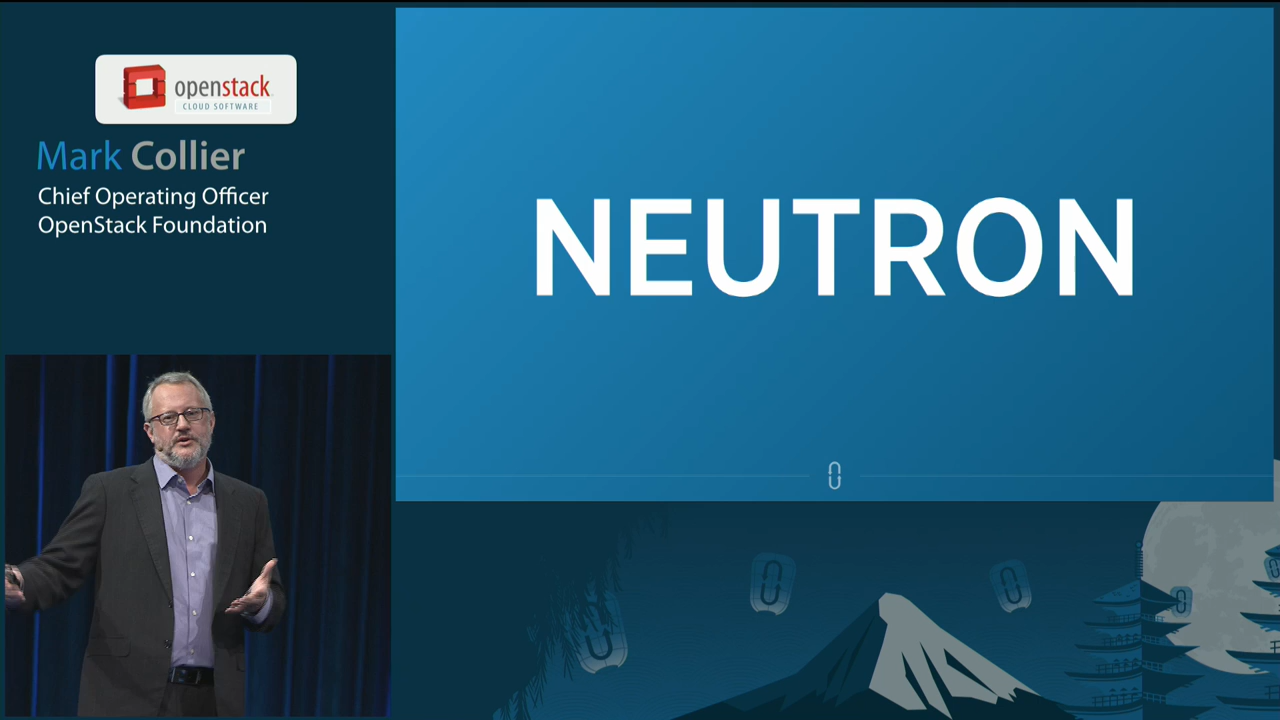 openstack
CLOUD SOFTWARE
Mark Collier
Chief Operating Officer
OpenStack Foundation
NEUTRON